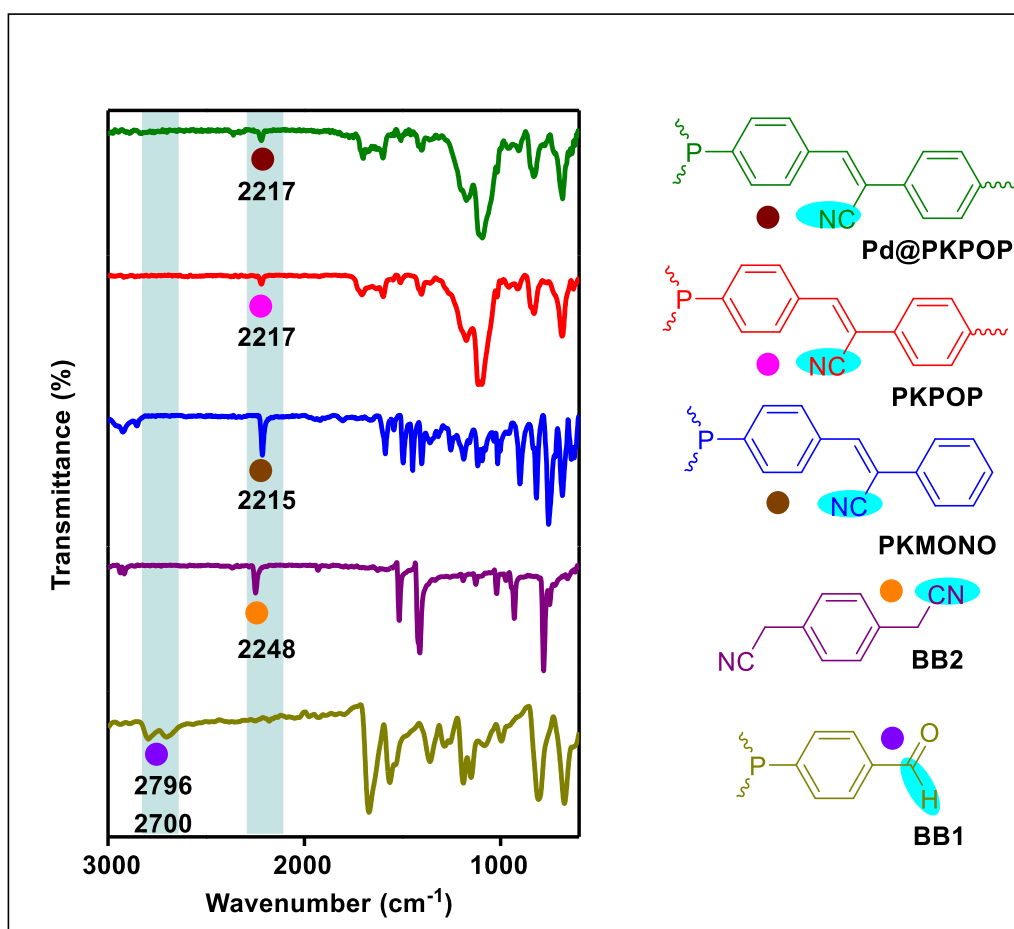 2217
P
NC
Pd@PKPOP
2217
P
NC
PKPOP
2215
P
NC
PKMONO
2248
CN
NC
BB2
2796
2700
P
O
H
BB1
Transmittance (%)
3000
2000
1000
Wavenumber (cm-1)